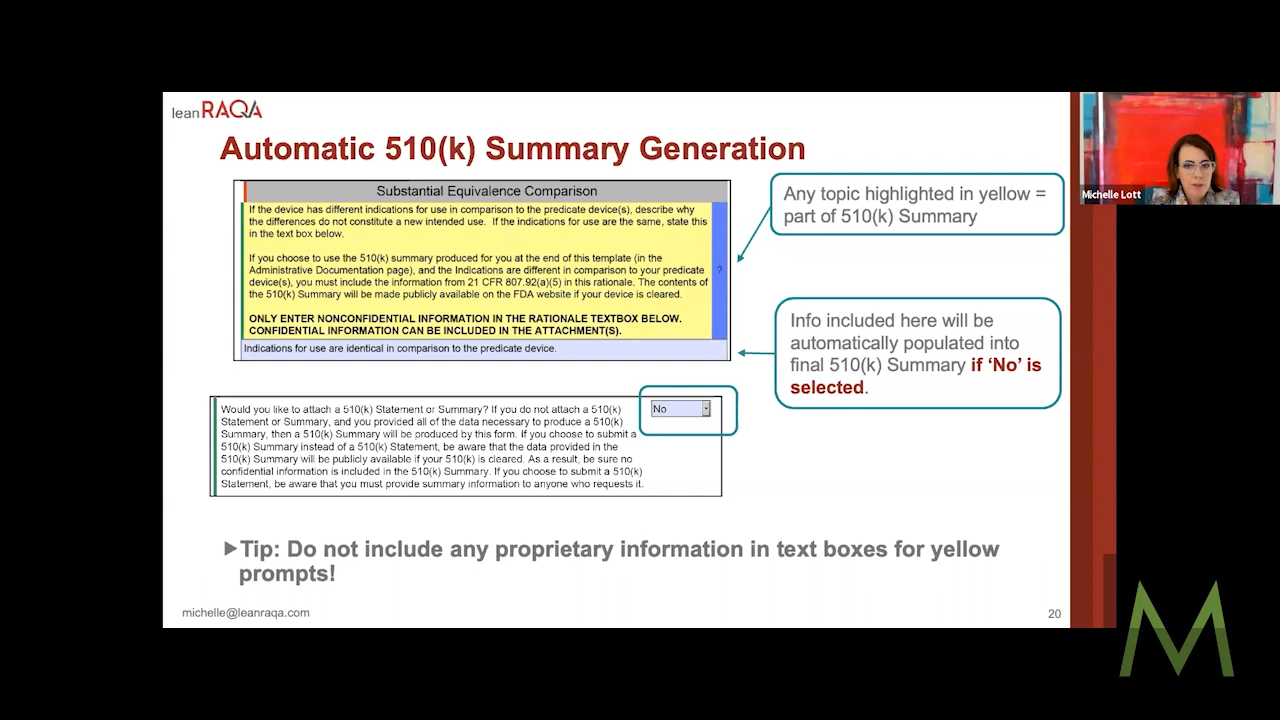 lean RAQA
Automatic 510(k) Summary Generation
Substantial Equivalence Comparison
If the device has different indications for use in comparison to the predicate device(s), describe why
the differences do not constitute a new intended use. If the indications for use are the same, state this
in the text box below.
If you choose to use the 510(k) summary produced for you at the end of this template (in the
Administrative Documentation page), and the Indications are different in comparison to your predicate
device(s), you must include the information from 21 CFR 807.92(a)(5) in this rationale. The contents of
the 510(k) Summary will be made publicly available on the FDA website if your device is cleared.
ONLY ENTER NONCONFIDENTIAL INFORMATION IN THE RATIONALE TEXTBOX BELOW.
CONFIDENTIAL INFORMATION CAN BE INCLUDED IN THE ATTACHMENT(S).
?
Indications for use are identical in comparison to the predicate device.
Any topic highlighted in yellow =
part of 510(k) Summary
Info included here will be
automatically populated into
final 510(k) Summary if ‘No’ is
selected.
Would you like to attach a 510(k) Statement or Summary? If you do not attach a 510(k)
Statement or Summary, and you provided all of the data necessary to produce a 510(k)
Summary, then a 510(k) Summary will be produced by this form. If you choose to submit a
510(k) Summary instead of a 510(k) Statement, be aware that the data provided in the
510(k) Summary will be publicly available if your 510(k) is cleared. As a result, be sure no
confidential information is included in the 510(k) Summary. If you choose to submit a 510(k)
Statement, be aware that you must provide summary information to anyone who requests it.
No
Tip: Do not include any proprietary information in text boxes for yellow
prompts!
michelle@leanraqa.com
20
Michelle Lott
M